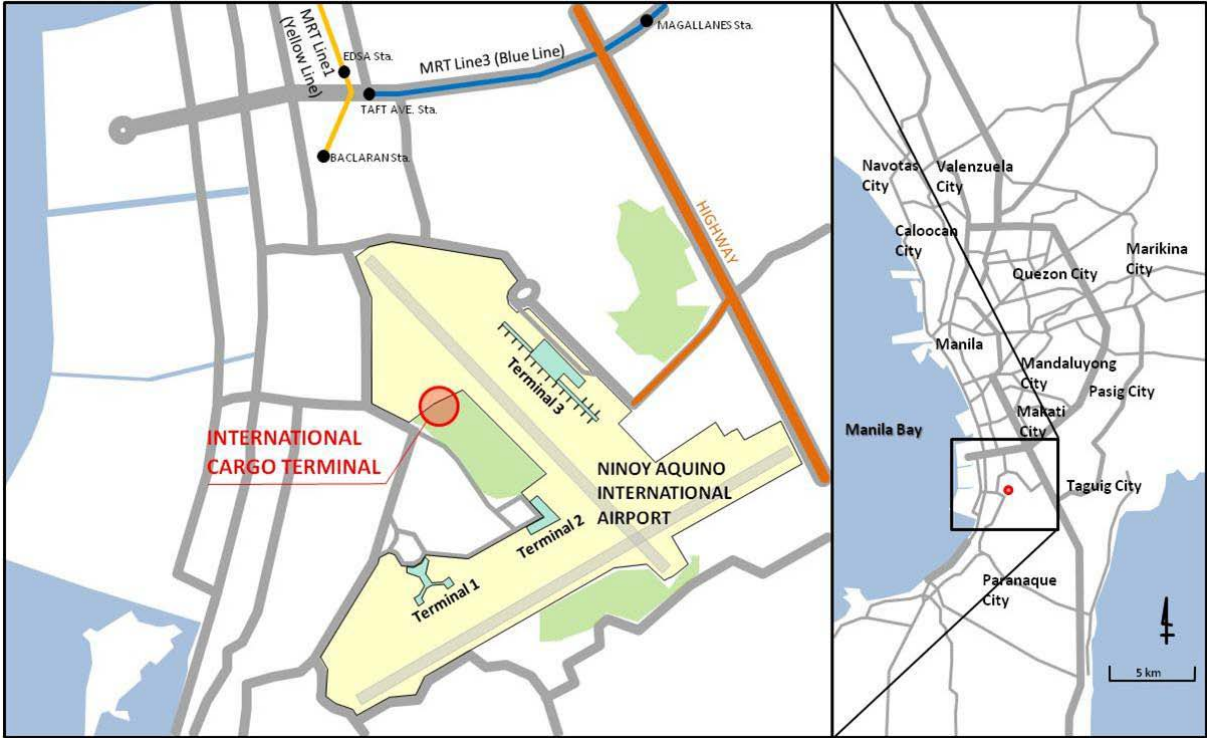 MAGALLANES Sta.
MRT Line1
(Yellow Line)
EDSA Sta.
MRT Line3 (Blue Line)
TAFT AVE. Sta.
BACLARAN Sta.
HIGHWAY
Terminal 3
INTERNATIONAL
CARGO TERMINAL
NINOY AQUINO
INTERNATIONAL
AIRPORT
Terminal 2
Terminal 1
Navotas
City
Valenzuela
City
Caloocan
City
Marikina
City
Quezon City
Manila
Mandaluyong
City
Pasig City
Makati
City
Manila Bay
Taguig City
Paranaque
City
5 km